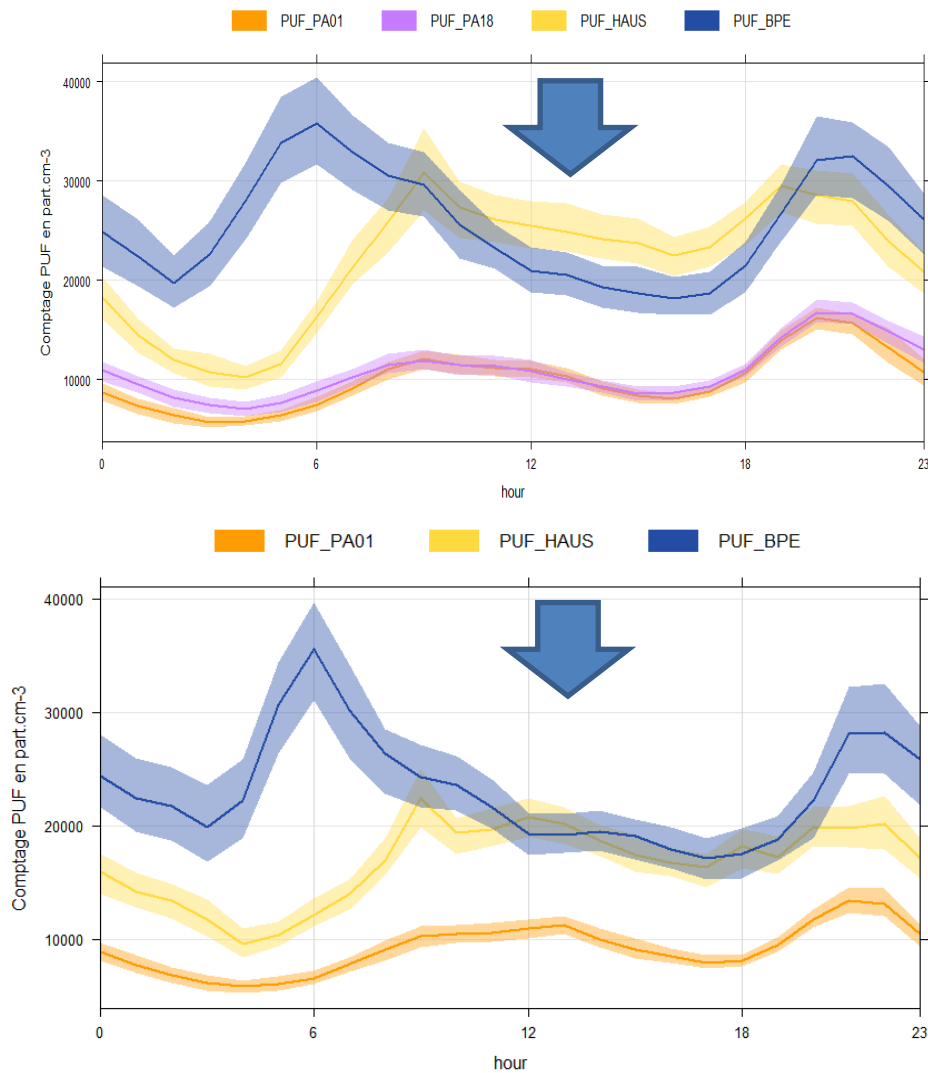 PUF_PA01 PUF_PA18 PUF_HAUS PUF_BPE
40000
30000
20000
10000
Comptage PUF en part.cm-3
0 6 12 18 23
hour
PUF_PA01 PUF_HAUS PUF_BPE
40000
30000
20000
10000
Comptage PUF en part.cm-3
0 6 12 18 23
hour